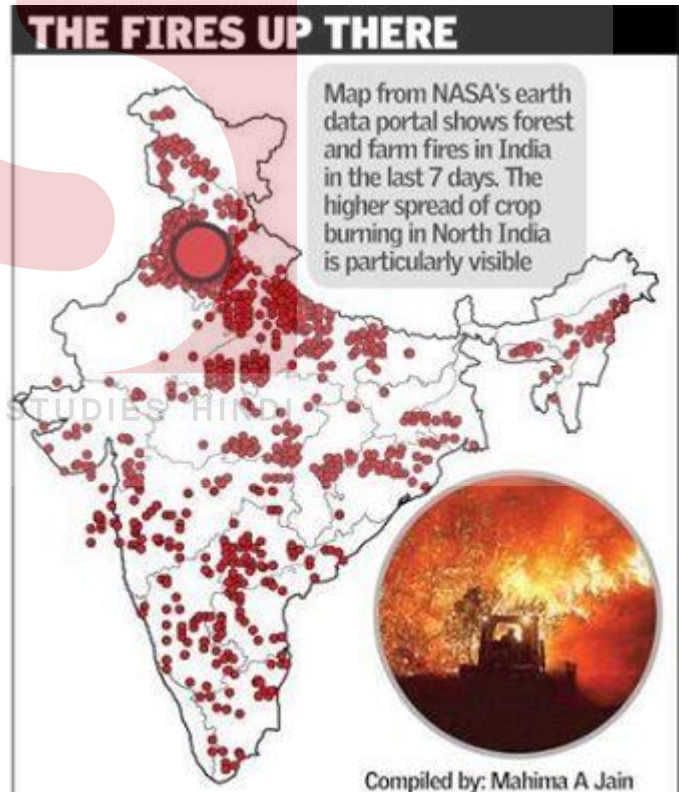 THE FIRES UP THERE
Map from NASA's earth
data portal shows forest
and farm fires in India
in the last 7 days. The
higher spread of crop
burning in North India
is particularly visible
STUDIES HINDI
Compiled by: Mahima A Jain